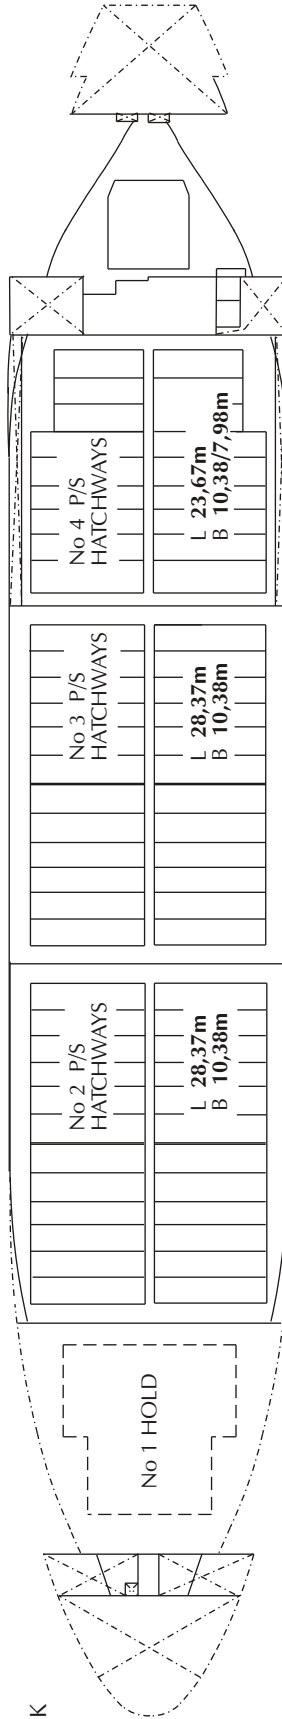 K
No 1 HOLD
No 2 P/S
HATCHWAYS
L 28,37m
B 10,38m
No 3 P/S
HATCHWAYS
L 28,37m
B 10,38m
No 4 P/S
HATCHWAYS
L 23,67m
B 10,38/7,98m